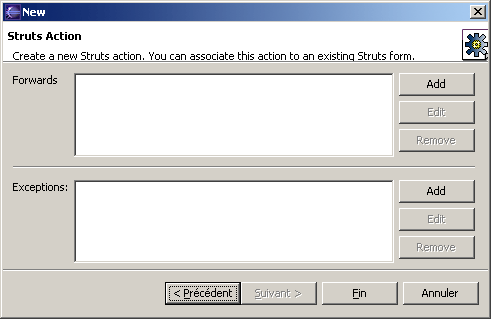 New
Struts Action
Create a new Struts action. You can associate this action to an existing Struts form.
Forwards
Add
Edit
Remove
Exceptions:
Add
Edit
Remove
< Précédent
Suivant >
Fin
Annuler